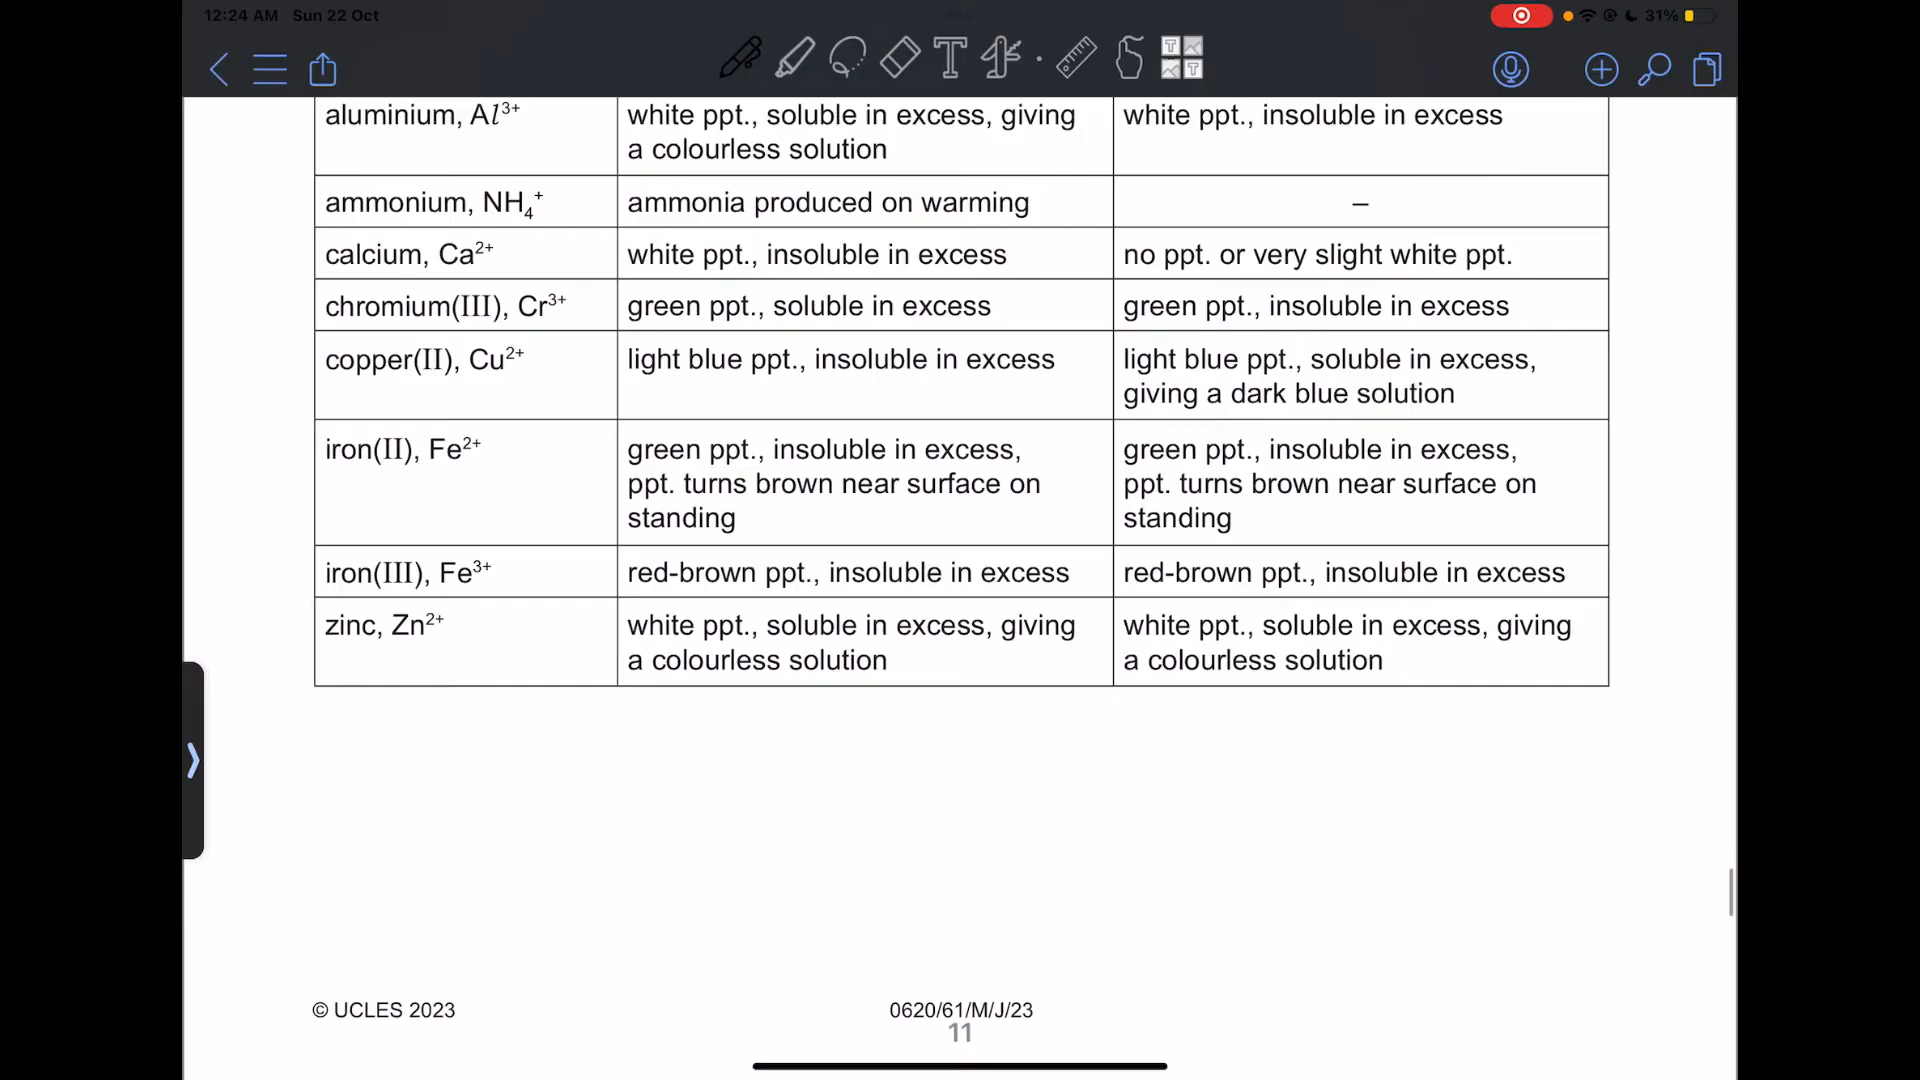 12:24 AM Sun 22 Oct 31%
aluminium, Al³⁺ white ppt., soluble in excess, giving white ppt., insoluble in excess
a colourless solution
ammonium, NH₄⁺ ammonia produced on warming –
calcium, Ca²⁺ white ppt., insoluble in excess no ppt. or very slight white ppt.
chromium(III), Cr³⁺ green ppt., soluble in excess green ppt., insoluble in excess
copper(II), Cu²⁺ light blue ppt., insoluble in excess light blue ppt., soluble in excess,
giving a dark blue solution
iron(II), Fe²⁺ green ppt., insoluble in excess, green ppt., insoluble in excess,
ppt. turns brown near surface on ppt. turns brown near surface on
standing standing
iron(III), Fe³⁺ red-brown ppt., insoluble in excess red-brown ppt., insoluble in excess
zinc, Zn²⁺ white ppt., soluble in excess, giving white ppt., soluble in excess, giving
a colourless solution a colourless solution
© UCLES 2023 0620/61/M/J/23
11